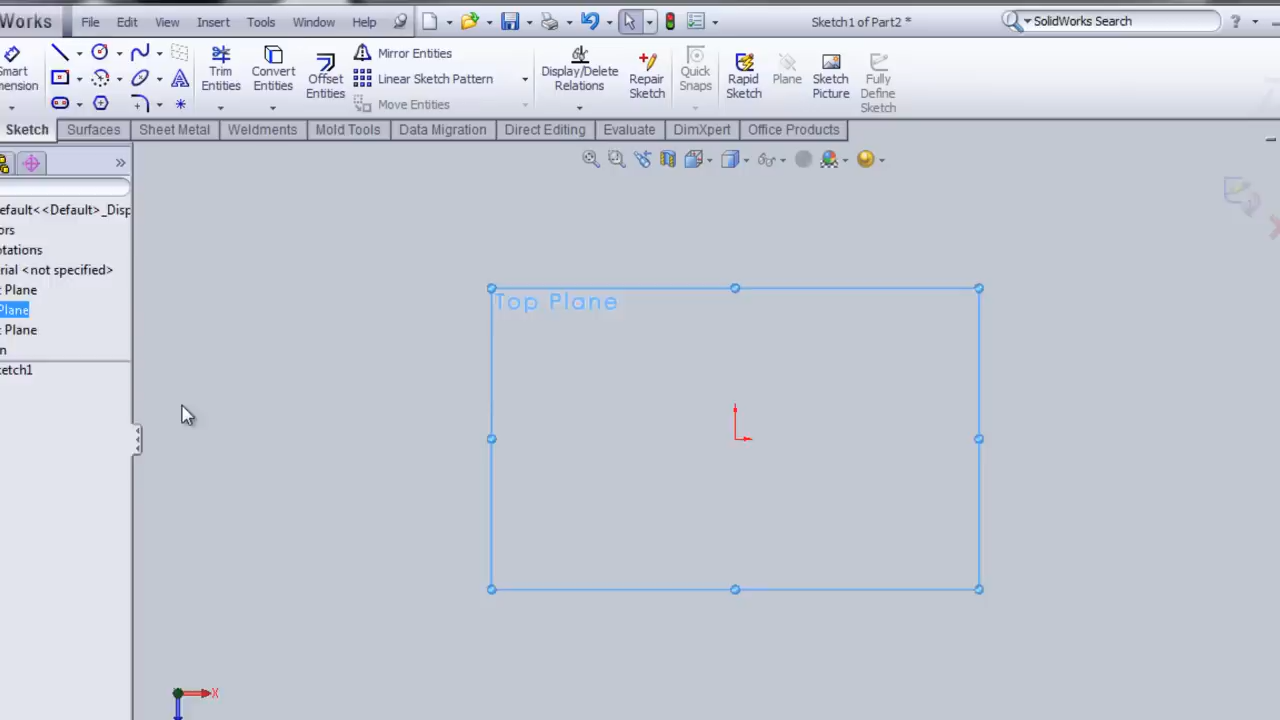 Works File Edit View Insert Tools Window Help Sketch1 of Part2 * SolidWorks Search ?
Smart Dimension
Trim Entities
Convert Entities
Offset Entities
Mirror Entities
Linear Sketch Pattern
Move Entities
Display/Delete Relations
Repair Sketch
Quick Snaps
Rapid Sketch
Plane
Sketch Picture
Fully Define Sketch
Sketch Surfaces Sheet Metal Weldments Mold Tools Data Migration Direct Editing Evaluate DimXpert Office Products
efault<<Default>_Disp
ors
otations
rial <not specified>
t Plane
Plane
t Plane
n
etch1
Top Plane
X